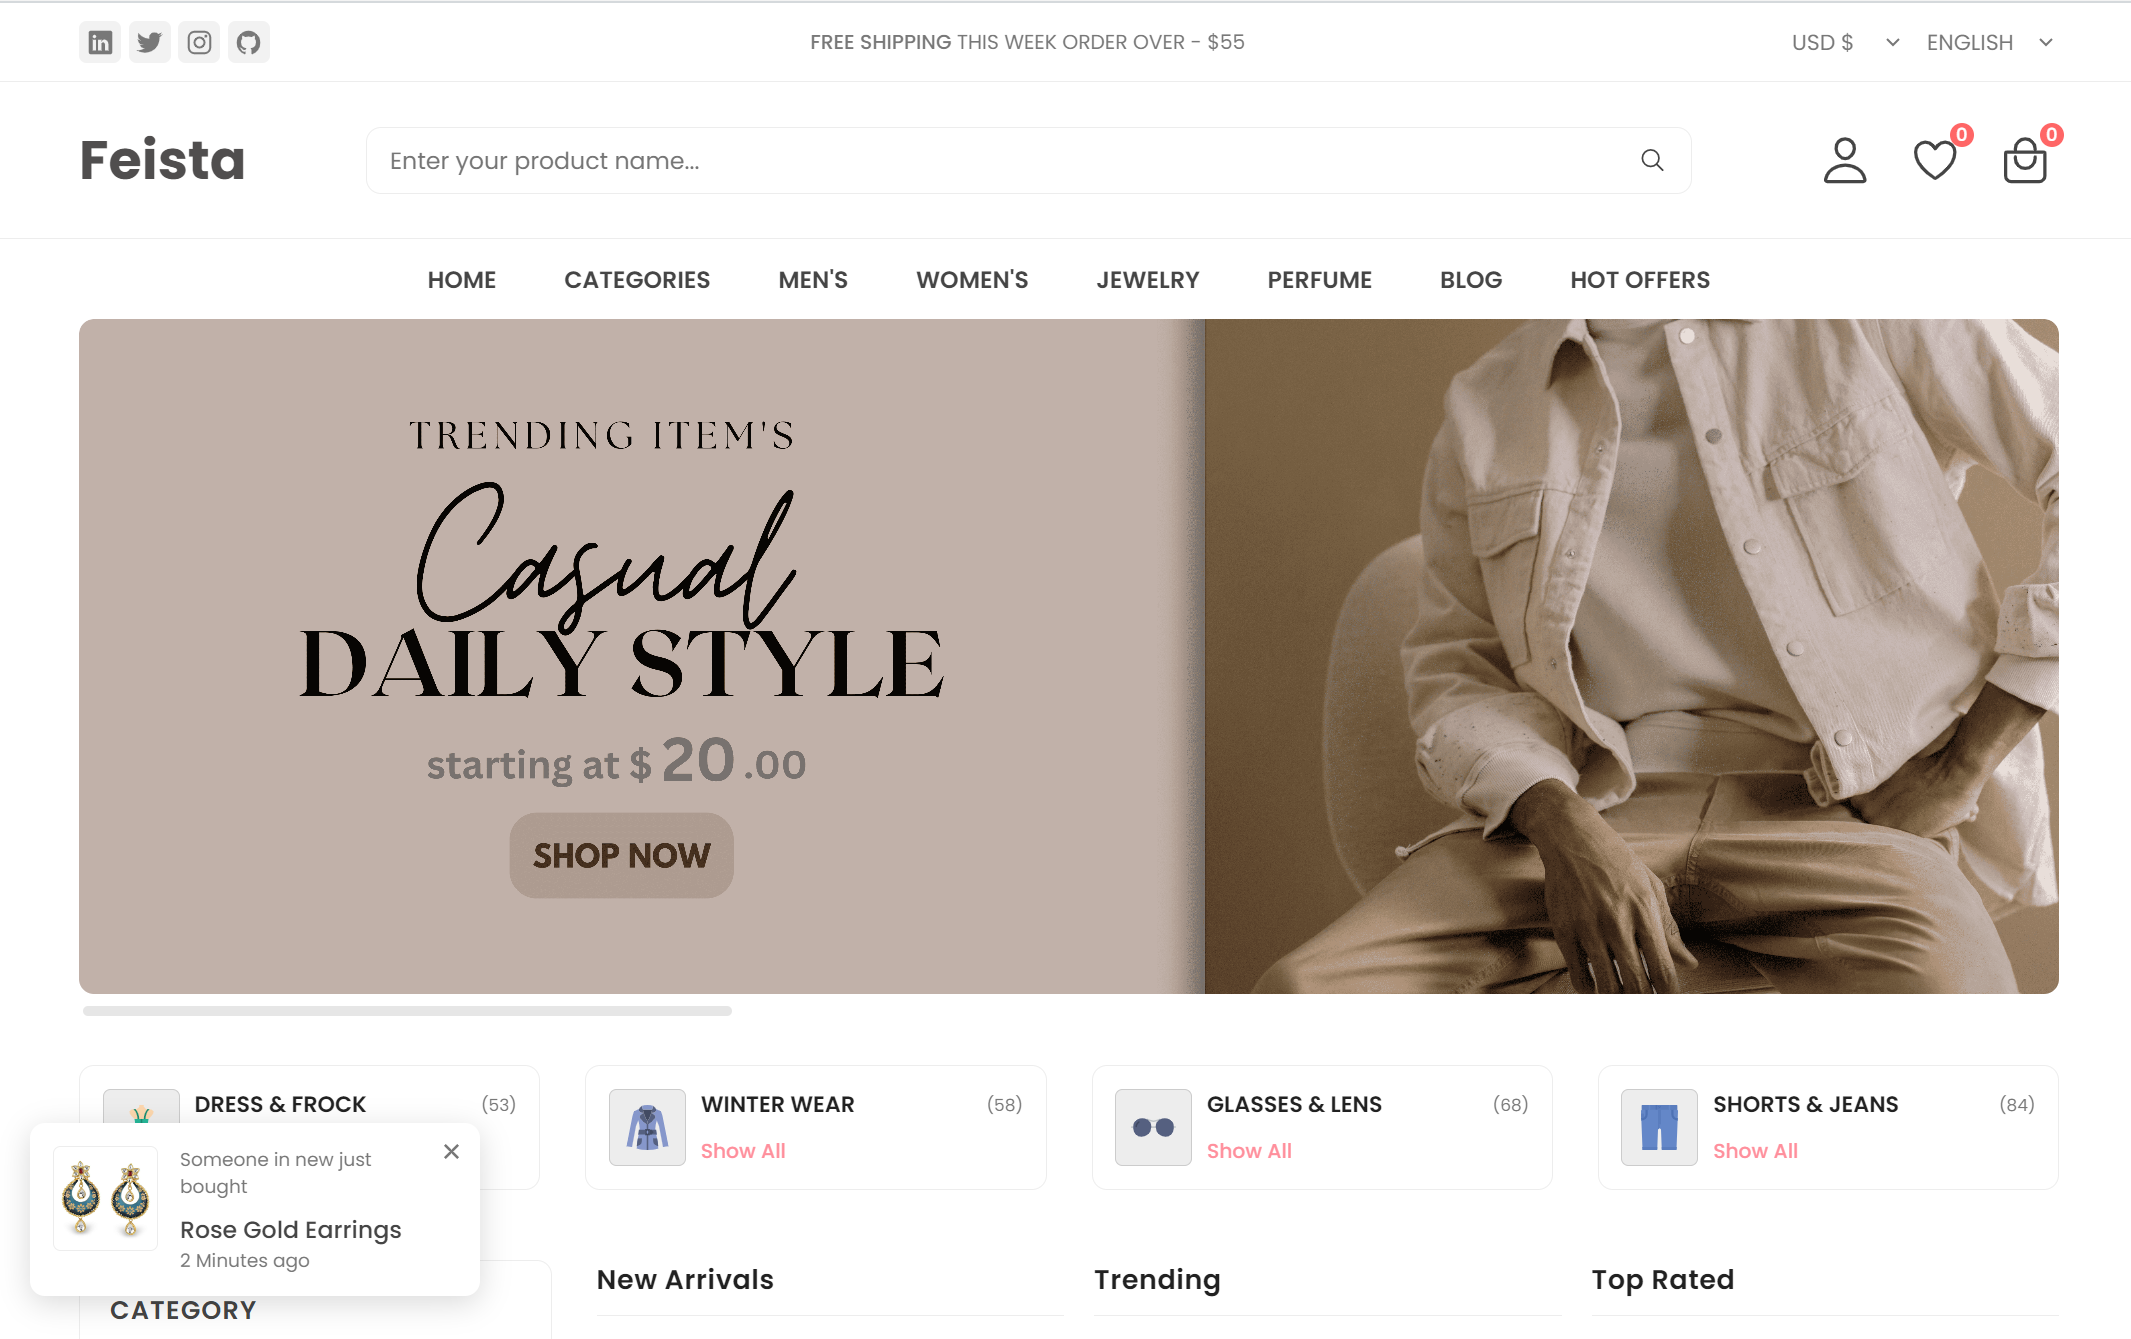 FREE SHIPPING THIS WEEK ORDER OVER - $55
USD $
ENGLISH
Feista
Enter your product name...
0
0
HOME
CATEGORIES
MEN'S
WOMEN'S
JEWELRY
PERFUME
BLOG
HOT OFFERS
TRENDING ITEM'S
Casual
DAILY STYLE
starting at $ 20 .00
SHOP NOW
DRESS & FROCK
(53)
WINTER WEAR
(58)
Show All
GLASSES & LENS
(68)
Show All
SHORTS & JEANS
(84)
Show All
Someone in new just
bought
Rose Gold Earrings
2 Minutes ago
CATEGORY
New Arrivals
Trending
Top Rated